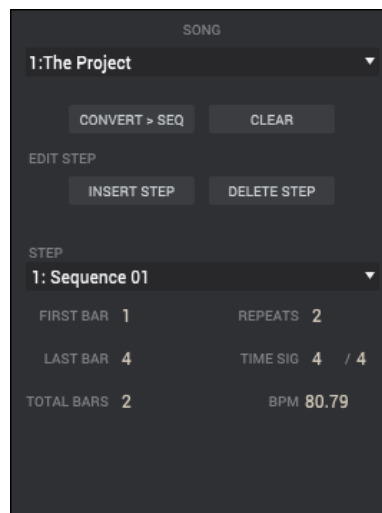 SONG
1:The Project
CONVERT > SEQ CLEAR
EDIT STEP
INSERT STEP DELETE STEP
STEP
1: Sequence 01
FIRST BAR 1 REPEATS 2
LAST BAR 4 TIME SIG 4 / 4
TOTAL BARS 2 BPM 80.79